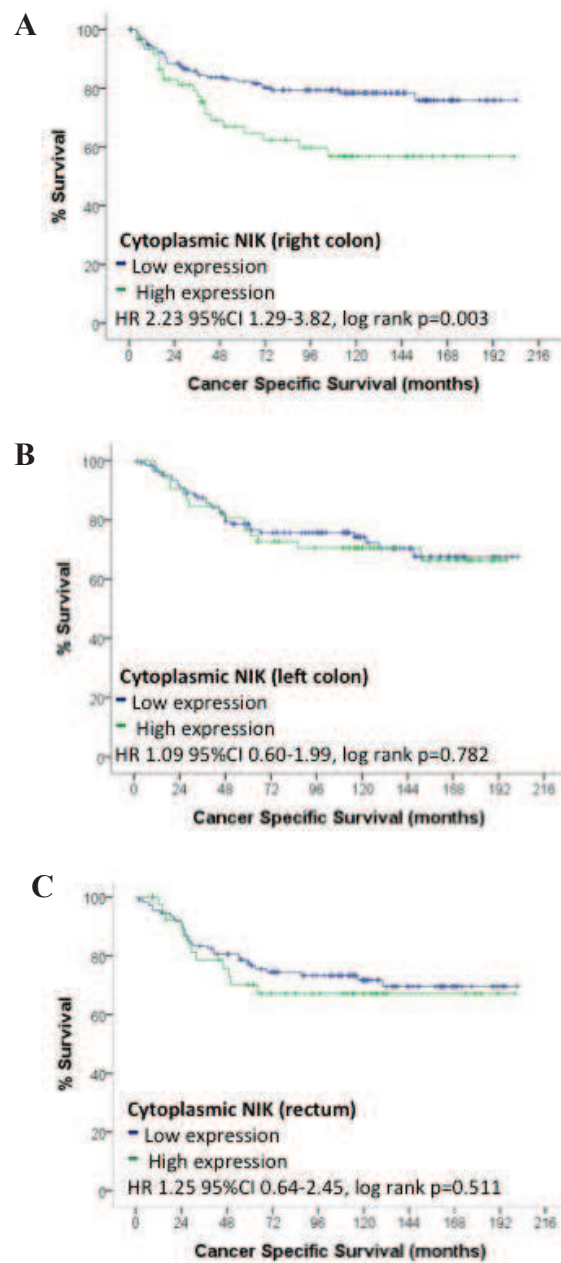 A
% Survival
100
80
60
40
20
0
Cytoplasmic NIK (right colon)
Low expression
High expression
HR 2.23 95%CI 1.29-3.82, log rank p=0.003
0 24 48 72 96 120 144 168 192 216
Cancer Specific Survival (months)
B
% Survival
100
80
60
40
20
0
Cytoplasmic NIK (left colon)
Low expression
High expression
HR 1.09 95%CI 0.60-1.99, log rank p=0.782
0 24 48 72 96 120 144 168 192 216
Cancer Specific Survival (months)
C
% Survival
100
80
60
40
20
0
Cytoplasmic NIK (rectum)
Low expression
High expression
HR 1.25 95%CI 0.64-2.45, log rank p=0.511
0 24 48 72 96 120 144 168 192 216
Cancer Specific Survival (months)